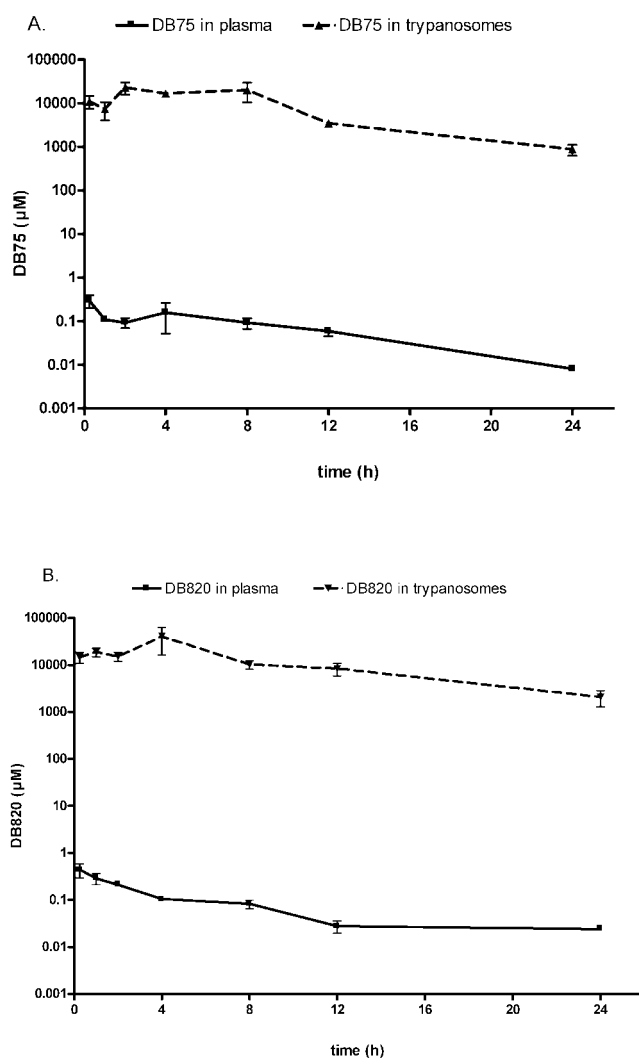 A.
DB75 in plasma
DB75 in trypanosomes
100000
10000
1000
100
10
1
0.1
0.01
0.001
DB75 (µM)
0 4 8 12 16 20 24
time (h)
B.
DB820 in plasma
DB820 in trypanosomes
100000
10000
1000
100
10
1
0.1
0.01
0.001
DB820 (µM)
0 4 8 12 16 20 24
time (h)